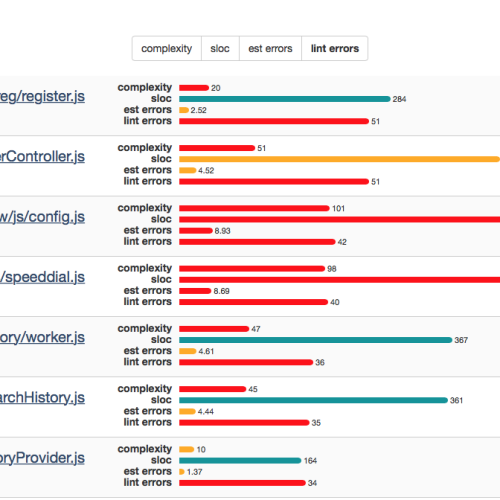 complexity sloc est errors lint errors
eg/register.js
complexity 20
sloc 284
est errors 2.52
lint errors 51
rController.js
complexity 51
sloc
est errors 4.52
lint errors 51
w/js/config.js
complexity 101
sloc
est errors 8.93
lint errors 42
/speeddial.js
complexity 98
sloc
est errors 8.69
lint errors 40
ory/worker.js
complexity 47
sloc 367
est errors 4.61
lint errors 36
archHistory.js
complexity 45
sloc 361
est errors 4.44
lint errors 35
oryProvider.js
complexity 10
sloc 164
est errors 1.37
lint errors 34